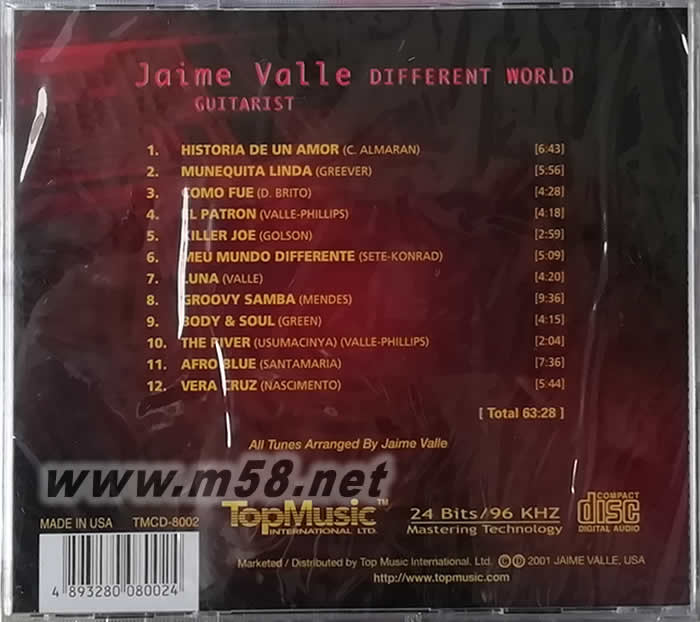 Jaime Valle DIFFERENT WORLD
GUITARIST
1. HISTORIA DE UN AMOR (C. ALMARAN) [6:43]
2. MUNEQUITA LINDA (GREEVER) [5:56]
3. COMO FUE (D. BRITO) [4:28]
4. EL PATRON (VALLE-PHILLIPS) [4:18]
5. KILLER JOE (GOLSON) [2:59]
6. MEU MUNDO DIFFERENTE (SETE-KONRAD) [5:09]
7. LUNA (VALLE) [4:20]
8. GROOVY SAMBA (MENDES) [9:36]
9. BODY & SOUL (GREEN) [4:15]
10. THE RIVER (USUMACINYA) (VALLE-PHILLIPS) [2:04]
11. AFRO BLUE (SANTAMARIA) [7:36]
12. VERA CRUZ (NASCIMENTO) [5:44]
[ Total 63:28 ]
All Tunes Arranged By Jaime Valle
www.m58.net
MADE IN USA TMCD-8002
TopMusic™
INTERNATIONAL LTD.
24 Bits/96 KHZ
Mastering Technology
COMPACT
disc
DIGITAL AUDIO
Marketed / Distributed by Top Music International. Ltd. ©℗ 2001 JAIME VALLE, USA
http://www.topmusic.com
4 893280 080024